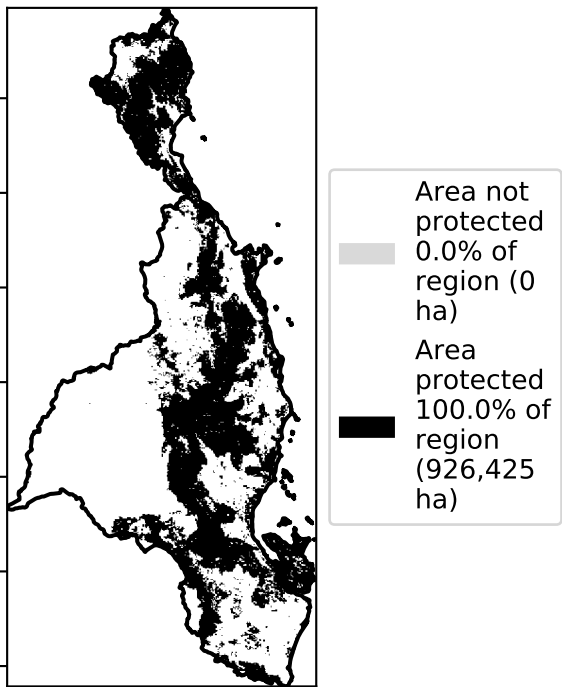 Area not
protected
0.0% of
region (0
ha)
Area
protected
100.0% of
region
(926,425
ha)